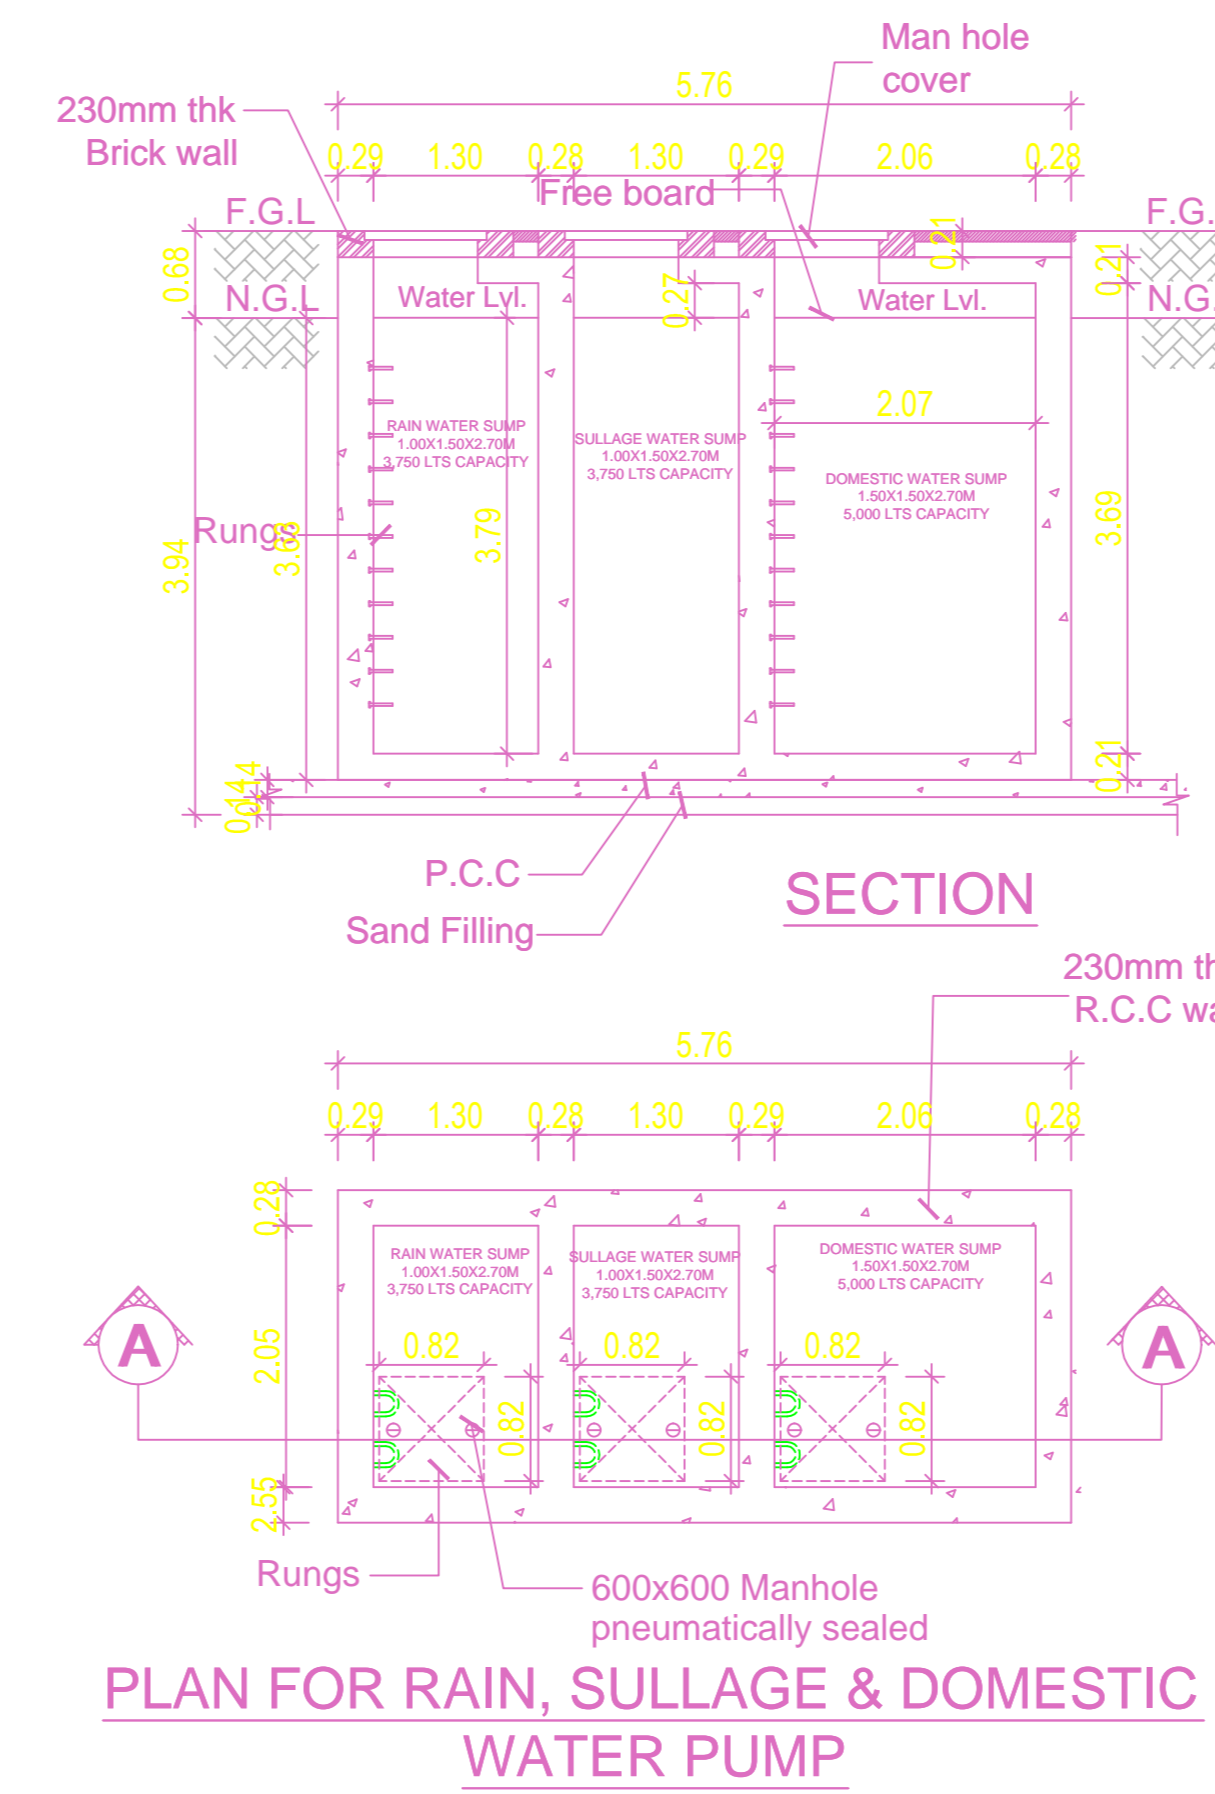 Man hole
cover
5.76
230mm thk
Brick wall
0.29 1.30 0.28 1.30 0.29 2.06 0.28
Free board
F.G.L
F.G.
0.68
0.21
0.21
N.G.L
Water Lvl.
0.27
Water Lvl.
N.G.
2.07
RAIN WATER SUMP
1.00X1.50X2.70M
3,750 LTS CAPACITY
SULLAGE WATER SUMP
1.00X1.50X2.70M
3,750 LTS CAPACITY
DOMESTIC WATER SUMP
1.50X1.50X2.70M
5,000 LTS CAPACITY
Rungs
3.94
3.79
3.69
0.21
P.C.C
Sand Filling
SECTION
230mm th
R.C.C wa
5.76
0.29 1.30 0.28 1.30 0.29 2.06 0.28
0.28
RAIN WATER SUMP
1.00X1.50X2.70M
3,750 LTS CAPACITY
SULLAGE WATER SUMP
1.00X1.50X2.70M
3,750 LTS CAPACITY
DOMESTIC WATER SUMP
1.50X1.50X2.70M
5,000 LTS CAPACITY
A
A
2.05
0.82 0.82 0.82
0.82 0.82 0.82
2.55
Rungs
600x600 Manhole
pneumatically sealed
PLAN FOR RAIN, SULLAGE & DOMESTIC
WATER PUMP